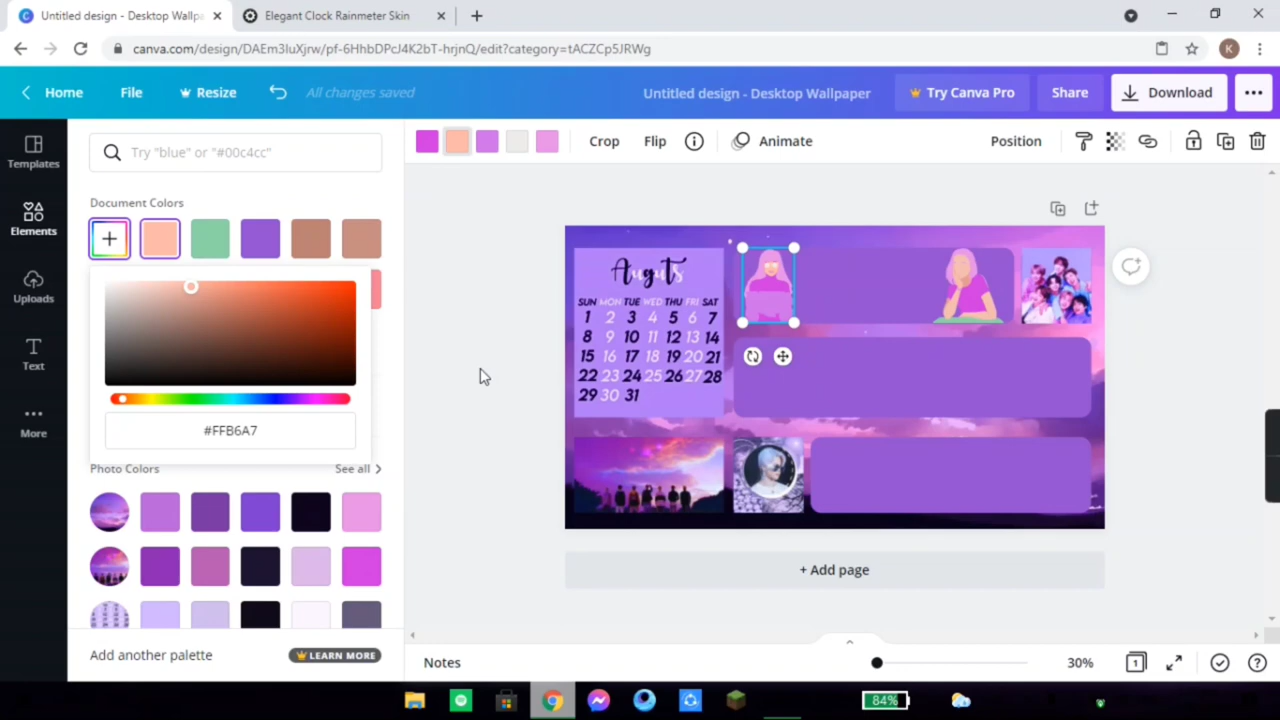 Untitled design - Desktop Wallpa
Elegant Clock Rainmeter Skin
canva.com/design/DAEm3luXjrw/pf-6HhbDPcJ4K2bT-hrjnQ/edit?category=tACZCp5JRWg
K
Home
File
Resize
All changes saved
Untitled design - Desktop Wallpaper
Try Canva Pro
Share
Download
Templates
Elements
Uploads
Text
More
Try "blue" or "#00c4cc"
Crop
Flip
Animate
Position
Document Colors
#FFB6A7
Photo Colors
See all
Add another palette
LEARN MORE
Auguts
SUN MON TUE WED THU FRI SAT
1 2 3 4 5 6 7
8 9 10 11 12 13 14
15 16 17 18 19 20 21
22 23 24 25 26 27 28
29 30 31
+ Add page
Notes
30%
1
84%